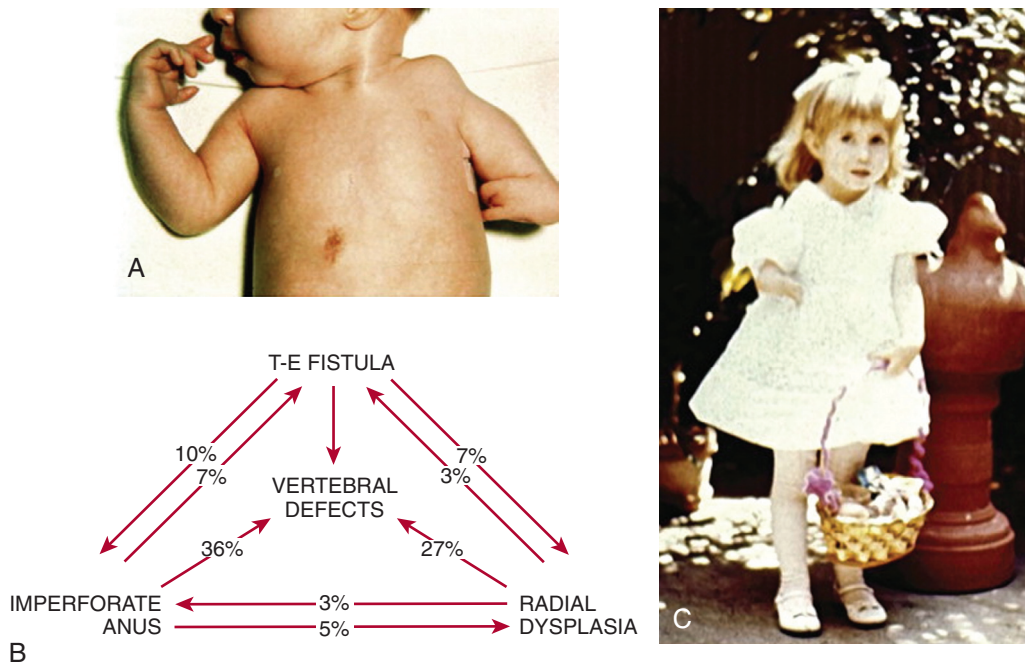 A
T-E FISTULA
10%
7%
7%
3%
VERTEBRAL
DEFECTS
36%
27%
IMPERFORATE
ANUS
3%
5%
RADIAL
DYSPLASIA
B
C